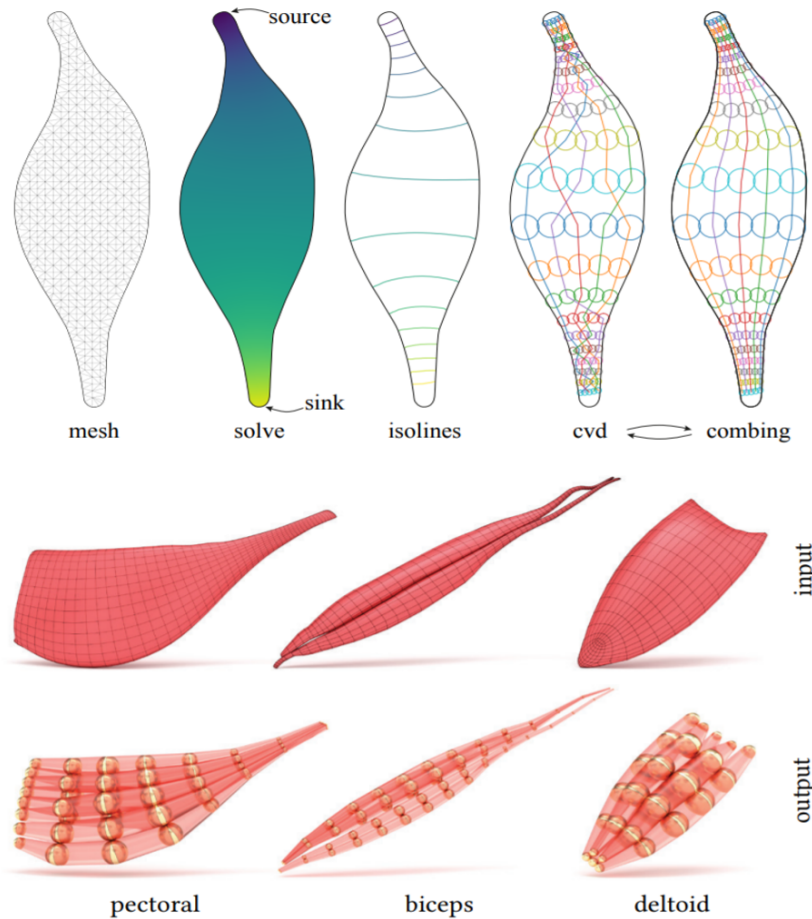 source
sink
mesh
solve
isolines
cvd
combing
input
output
pectoral
biceps
deltoid